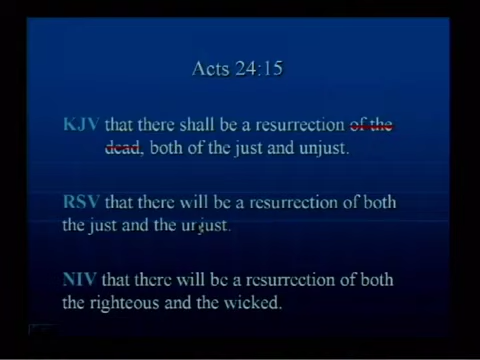 Acts 24:15
KJV that there shall be a resurrection of the
dead, both of the just and unjust.
RSV that there will be a resurrection of both
the just and the unjust.
NIV that there will be a resurrection of both
the righteous and the wicked.